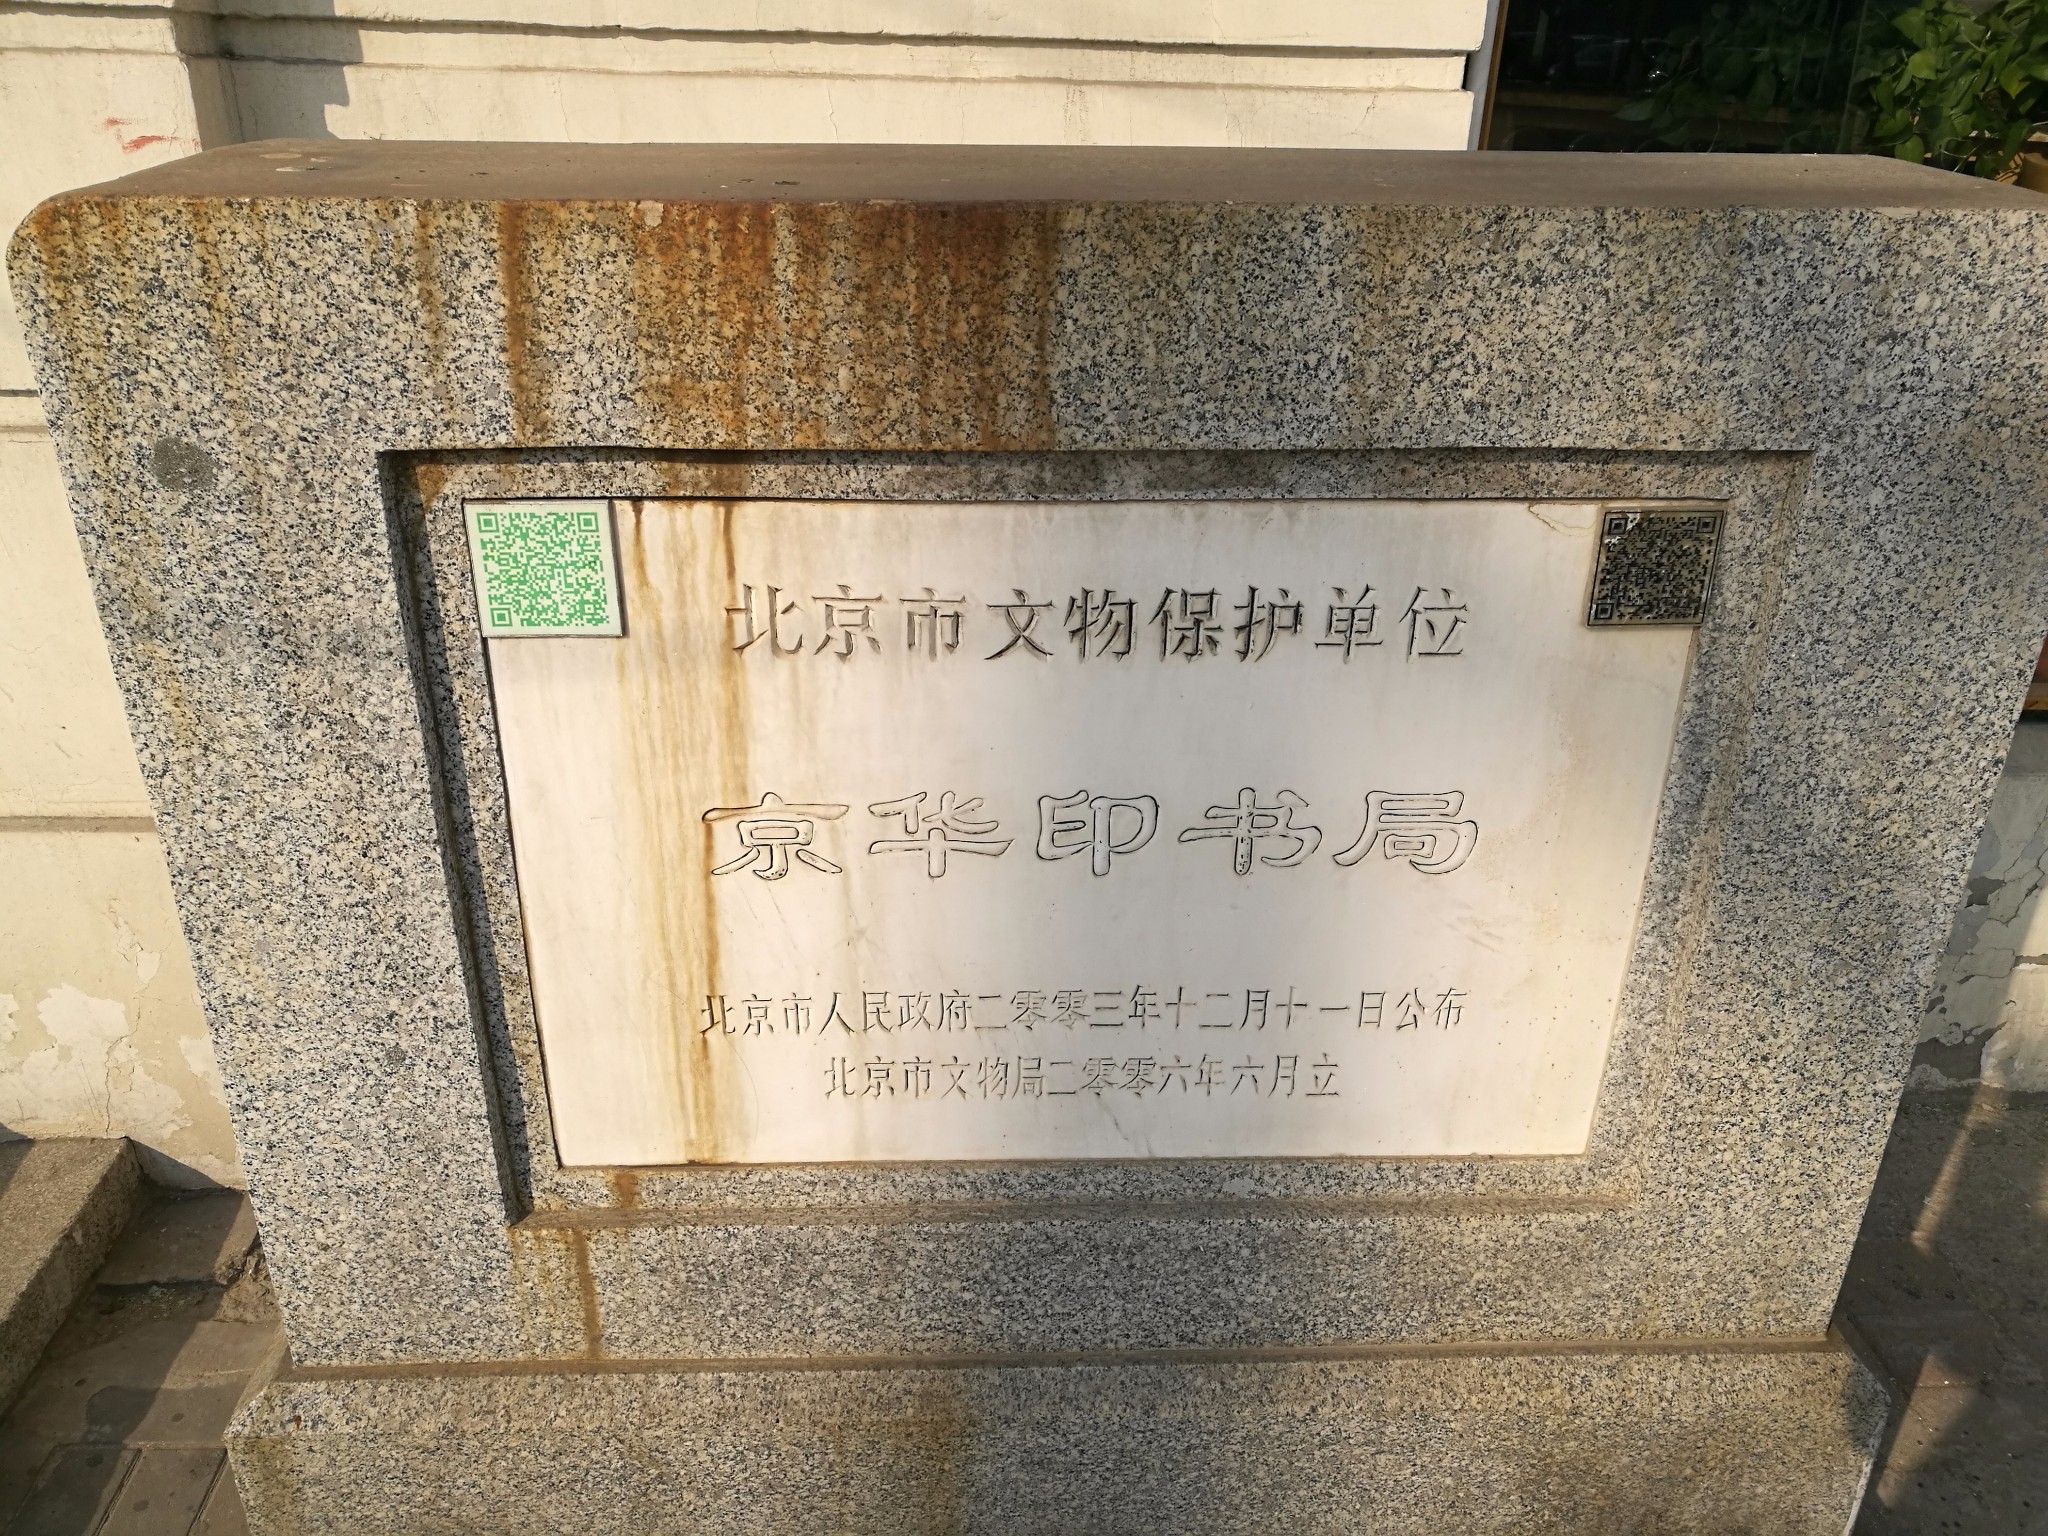 北京市文物保护单位
京华印书局
北京市人民政府二零零三年十二月十一日公布
北京市文物局二零零六年六月立